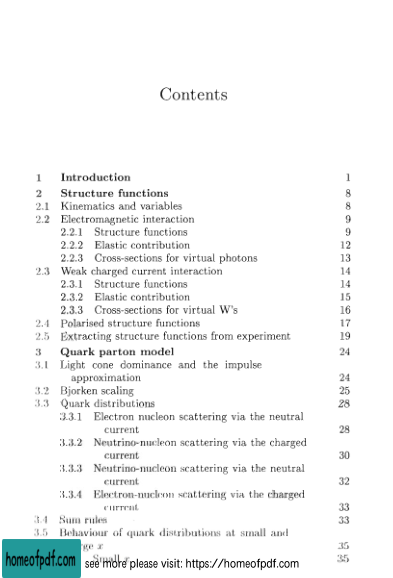 Contents
1 Introduction 1
2 Structure functions 8
2.1 Kinematics and variables 8
2.2 Electromagnetic interaction 9
2.2.1 Structure functions 9
2.2.2 Elastic contribution 12
2.2.3 Cross-sections for virtual photons 13
2.3 Weak charged current interaction 14
2.3.1 Structure functions 14
2.3.2 Elastic contribution 15
2.3.3 Cross-sections for virtual W's 16
2.4 Polarised structure functions 17
2.5 Extracting structure functions from experiment 19
3 Quark parton model 24
3.1 Light cone dominance and the impulse
approximation 24
3.2 Bjorken scaling 25
3.3 Quark distributions 28
3.3.1 Electron nucleon scattering via the neutral
current 28
3.3.2 Neutrino-nucleon scattering via the charged
current 30
3.3.3 Neutrino-nucleon scattering via the neutral
current 32
3.3.4 Electron-nucleon scattering via the charged
current 33
3.4 Sum rules 33
3.5 Behaviour of quark distributions at small and
x 35
Small x 35
homeofpdf.com
see more please visit: https://homeofpdf.com